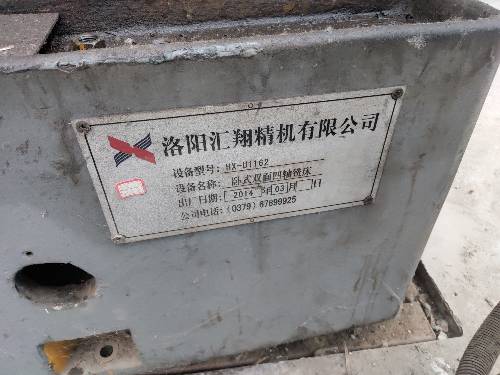 洛阳汇翔精机有限公司
设备型号: HX-U1162
设备名称: 卧式双面四轴铣床
出厂日期: 2014 年 03 月 日
公司电话: (0379) 67899925